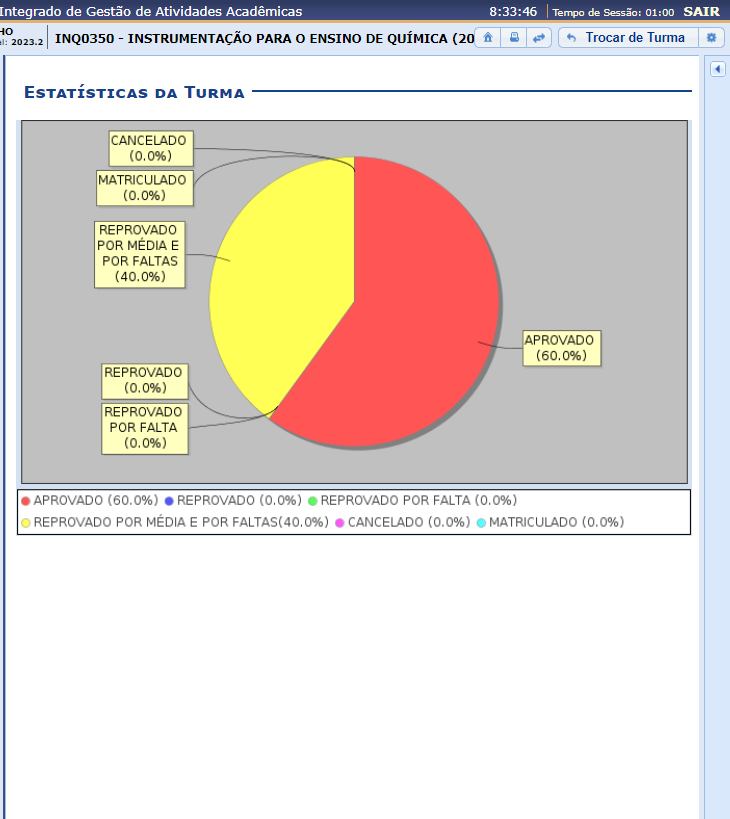 Integrado de Gestão de Atividades Acadêmicas 8:33:46 Tempo de Sessão: 01:00 SAIR
HO
el: 2023.2
INQ0350 - INSTRUMENTAÇÃO PARA O ENSINO DE QUÍMICA (20
Trocar de Turma
Estatísticas da Turma
CANCELADO
(0.0%)
MATRICULADO
(0.0%)
REPROVADO
POR MÉDIA E
POR FALTAS
(40.0%)
APROVADO
(60.0%)
REPROVADO
(0.0%)
REPROVADO
POR FALTA
(0.0%)
APROVADO (60.0%) REPROVADO (0.0%) REPROVADO POR FALTA (0.0%)
REPROVADO POR MÉDIA E POR FALTAS(40.0%) CANCELADO (0.0%) MATRICULADO (0.0%)